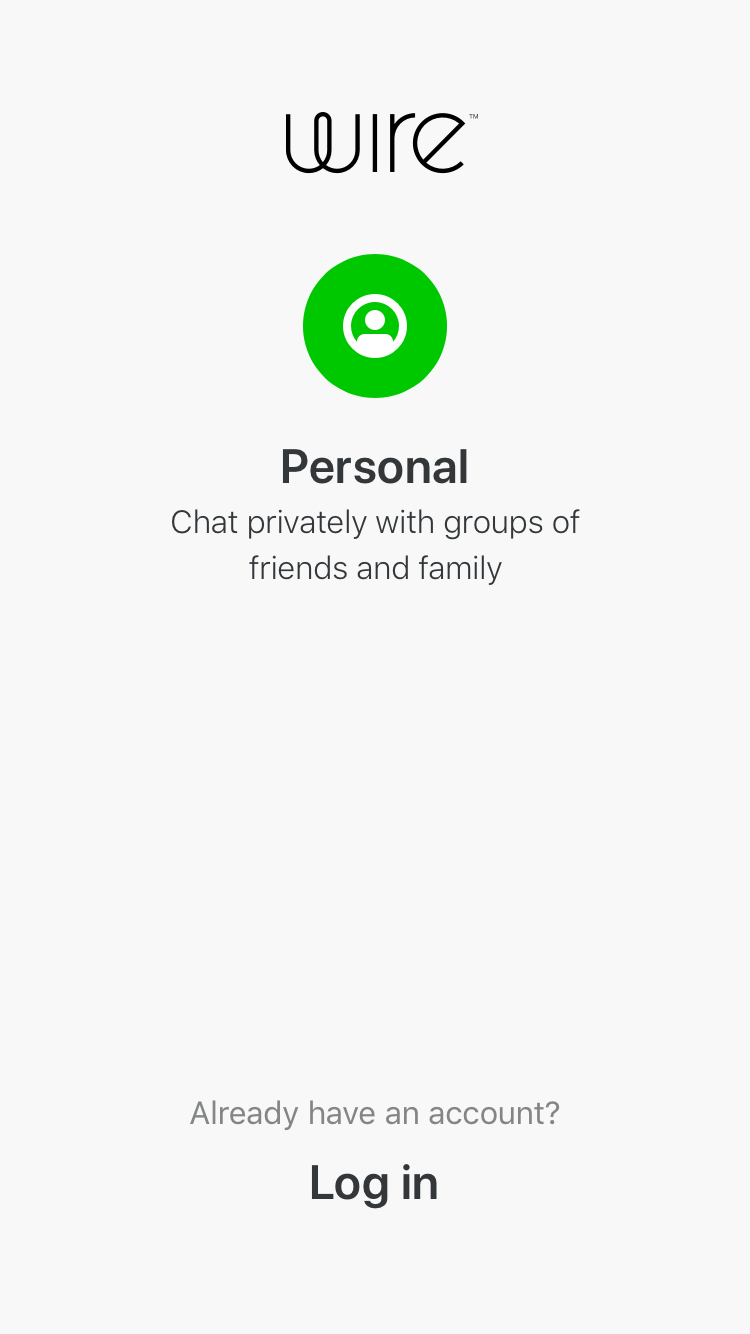 wire™
Personal
Chat privately with groups of
friends and family
Already have an account?
Log in